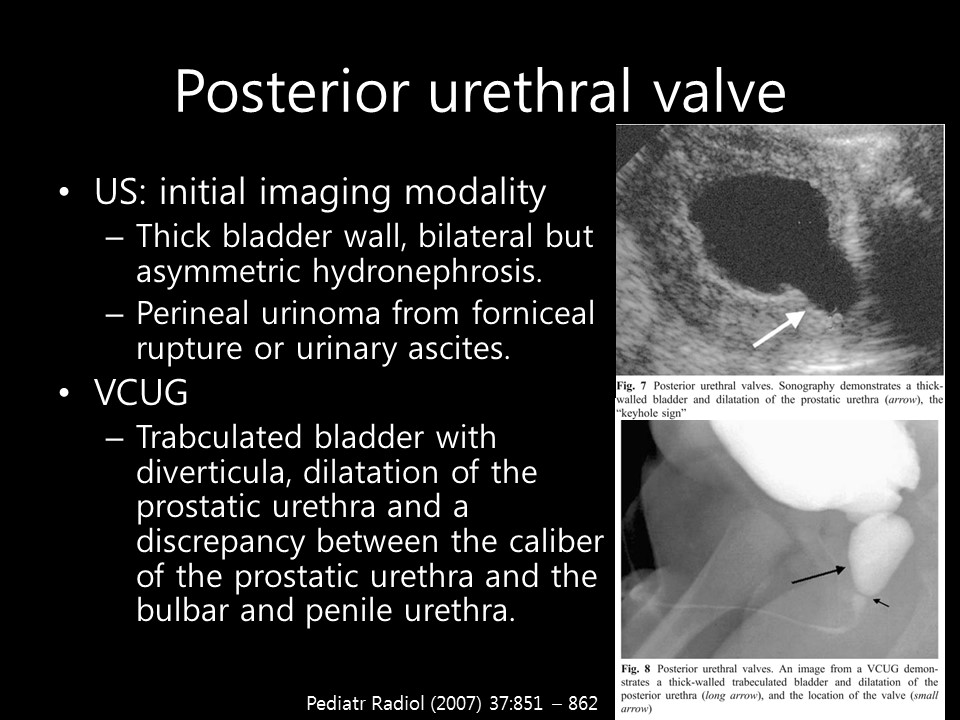 Posterior urethral valve
• US: initial imaging modality
– Thick bladder wall, bilateral but
asymmetric hydronephrosis.
– Perineal urinoma from forniceal
rupture or urinary ascites.
• VCUG
– Trabculated bladder with
diverticula, dilatation of the
prostatic urethra and a
discrepancy between the caliber
of the prostatic urethra and the
bulbar and penile urethra.
Fig. 7 Posterior urethral valves. Sonography demonstrates a thick-
walled bladder and dilatation of the prostatic urethra (arrow), the
“keyhole sign”
Fig. 8 Posterior urethral valves. An image from a VCUG demon-
strates a thick-walled trabeculated bladder and dilatation of the
posterior urethra (long arrow), and the location of the valve (small
arrow)
Pediatr Radiol (2007) 37:851 – 862